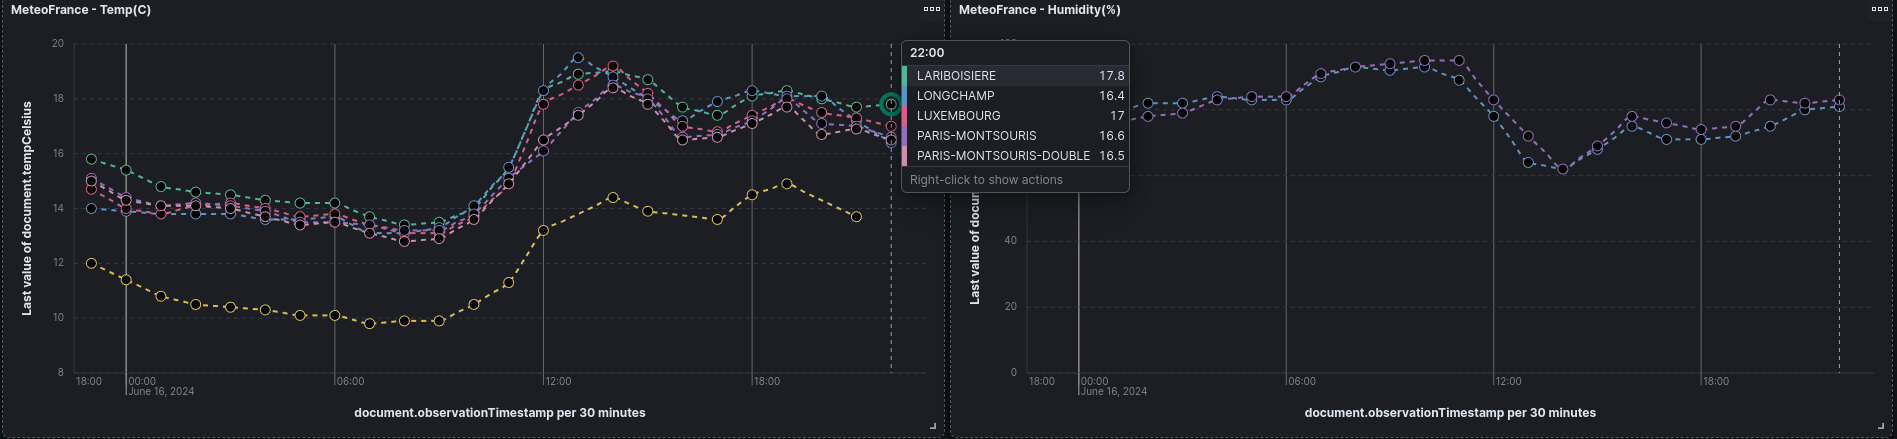 MeteoFrance - Temp(C)
20
18
16
14
12
10
8
Last value of document.tempCelsius
18:00
00:00
06:00
12:00
18:00
June 16, 2024
document.observationTimestamp per 30 minutes
MeteoFrance - Humidity(%)
22:00
LARIBOISIERE 17.8
LONGCHAMP 16.4
LUXEMBOURG 17
PARIS-MONTSOURIS 16.6
PARIS-MONTSOURIS-DOUBLE 16.5
Right-click to show actions
40
20
0
Last value of docu
18:00
00:00
06:00
12:00
18:00
June 16, 2024
document.observationTimestamp per 30 minutes